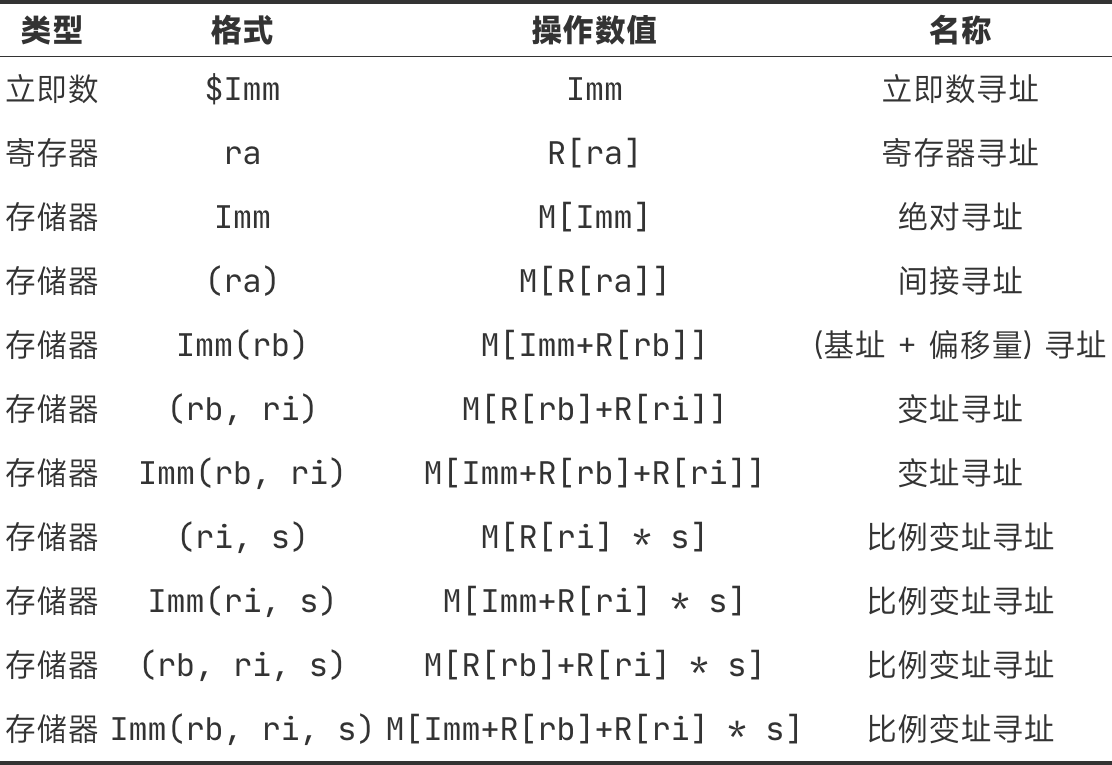 类型 格式 操作数值 名称
立即数 $Imm Imm 立即数寻址
寄存器 ra R[ra] 寄存器寻址
存储器 Imm M[Imm] 绝对寻址
存储器 (ra) M[R[ra]] 间接寻址
存储器 Imm(rb) M[Imm+R[rb]] (基址 + 偏移量) 寻址
存储器 (rb, ri) M[R[rb]+R[ri]] 变址寻址
存储器 Imm(rb, ri) M[Imm+R[rb]+R[ri]] 变址寻址
存储器 (ri, s) M[R[ri] * s] 比例变址寻址
存储器 Imm(ri, s) M[Imm+R[ri] * s] 比例变址寻址
存储器 (rb, ri, s) M[R[rb]+R[ri] * s] 比例变址寻址
存储器 Imm(rb, ri, s) M[Imm+R[rb]+R[ri] * s] 比例变址寻址